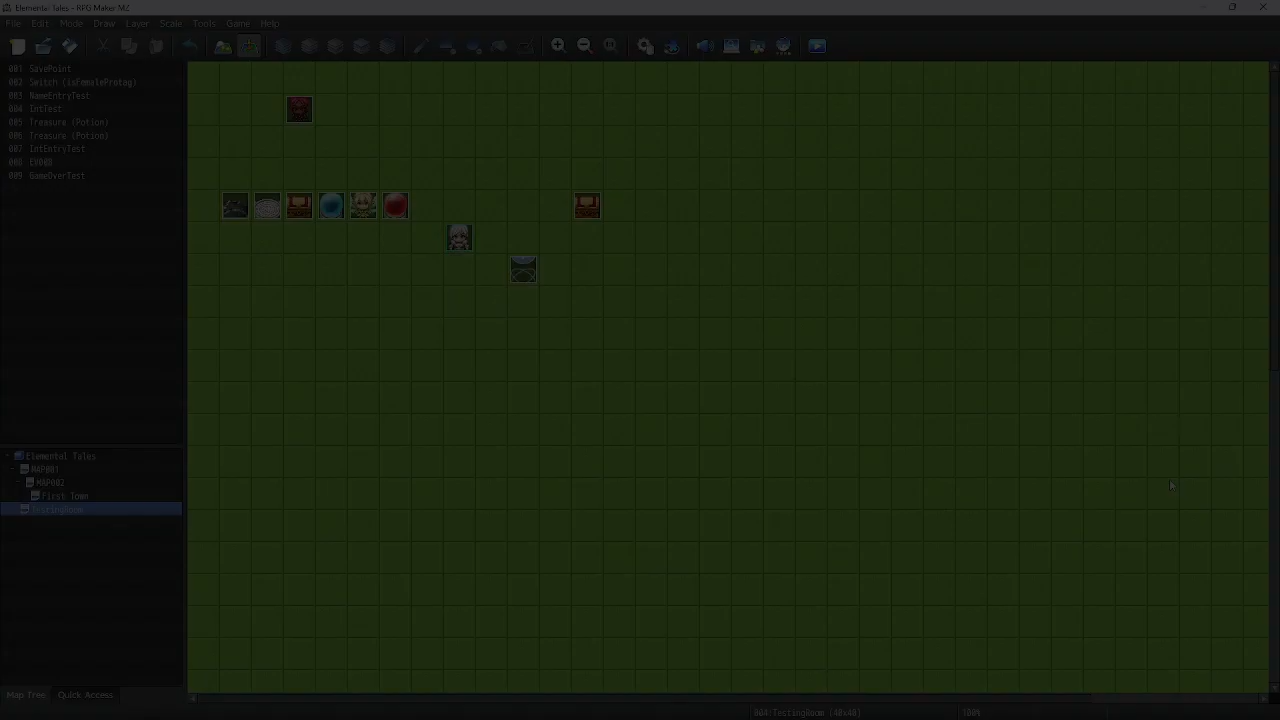 Elemental Tales - RPG Maker MZ
File Edit Mode Draw Layer Scale Tools Game Help
001 SavePoint
002 Switch (isFemaleProtag)
003 NameEntryTest
004 IntTest
005 Treasure (Potion)
006 Treasure (Potion)
007 IntEntryTest
008 EV008
009 GameOverTest
Elemental Tales
MAP001
MAP002
First Town
TestingRoom
Map Tree Quick Access
004:TestingRoom (40x40) 100%